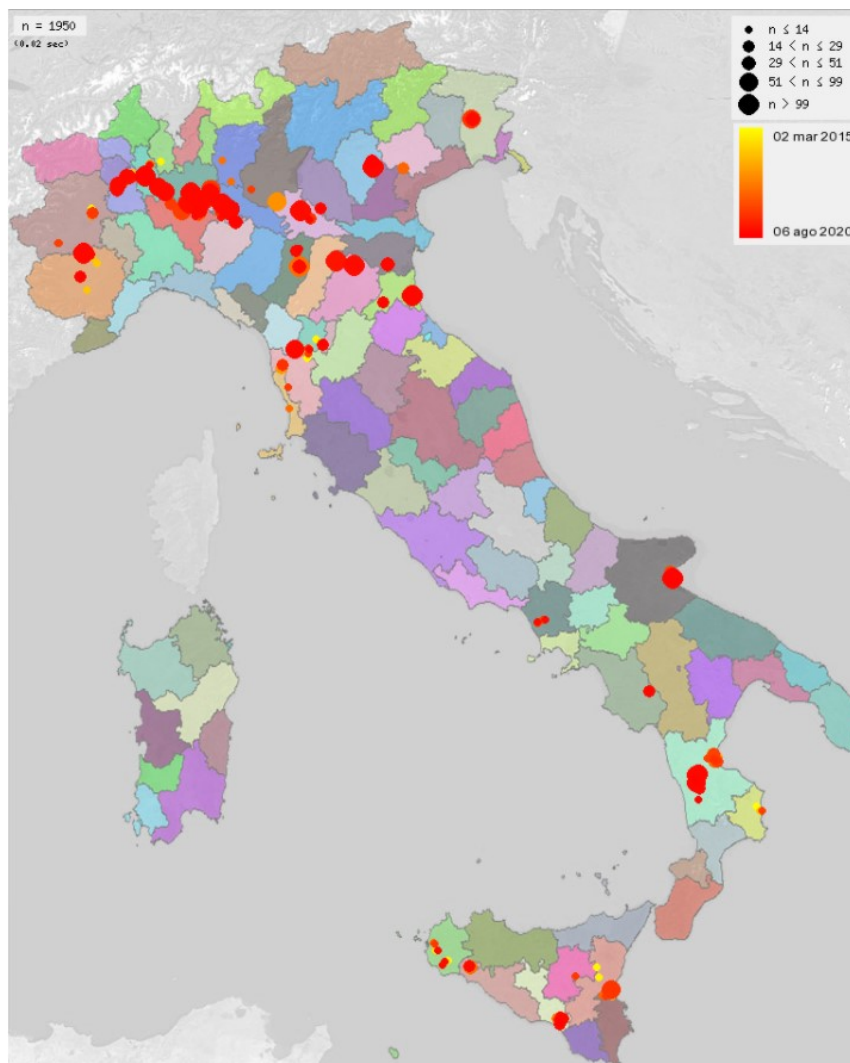 n = 1950
(0.02 sec)
n ≤ 14
14 < n ≤ 29
29 < n ≤ 51
51 < n ≤ 99
n > 99
02 mar 2015
06 ago 2020